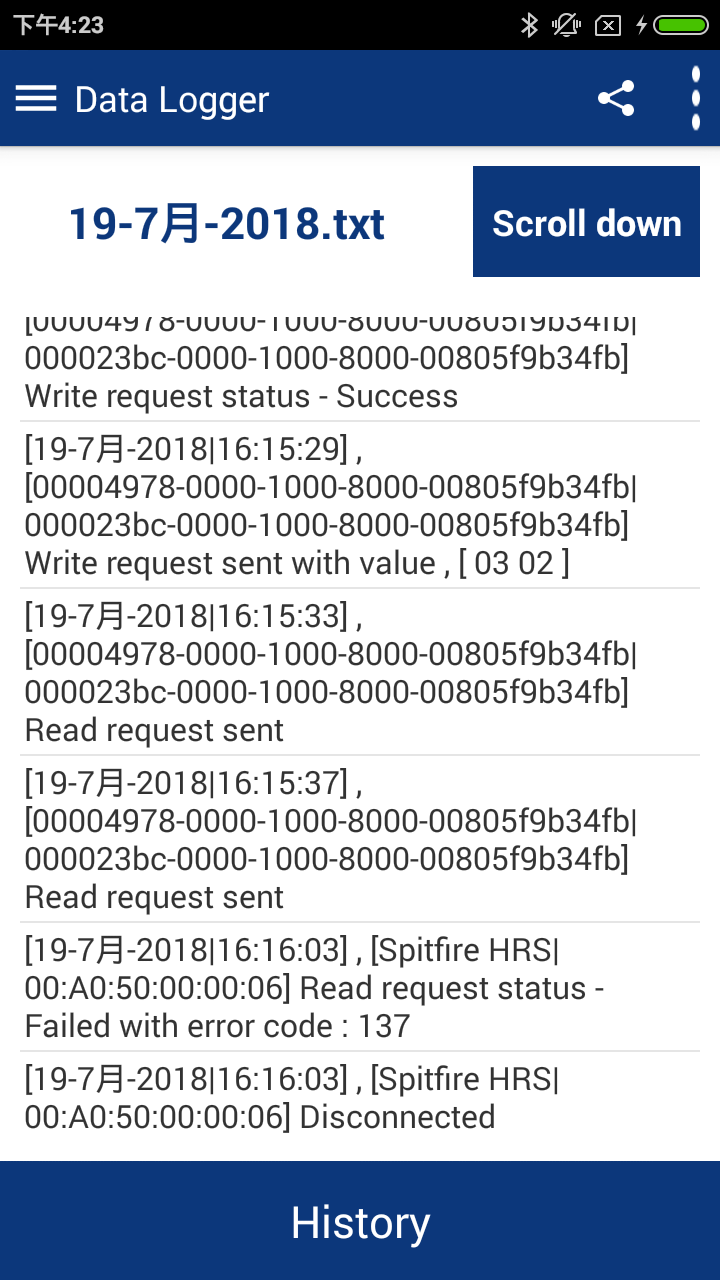 下午4:23
Data Logger
19-7月-2018.txt
Scroll down
[00004978-0000-1000-8000-00805f9b34fb|
000023bc-0000-1000-8000-00805f9b34fb]
Write request status - Success
[19-7月-2018|16:15:29] ,
[00004978-0000-1000-8000-00805f9b34fb|
000023bc-0000-1000-8000-00805f9b34fb]
Write request sent with value , [ 03 02 ]
[19-7月-2018|16:15:33] ,
[00004978-0000-1000-8000-00805f9b34fb|
000023bc-0000-1000-8000-00805f9b34fb]
Read request sent
[19-7月-2018|16:15:37] ,
[00004978-0000-1000-8000-00805f9b34fb|
000023bc-0000-1000-8000-00805f9b34fb]
Read request sent
[19-7月-2018|16:16:03] , [Spitfire HRS|
00:A0:50:00:00:06] Read request status -
Failed with error code : 137
[19-7月-2018|16:16:03] , [Spitfire HRS|
00:A0:50:00:00:06] Disconnected
History